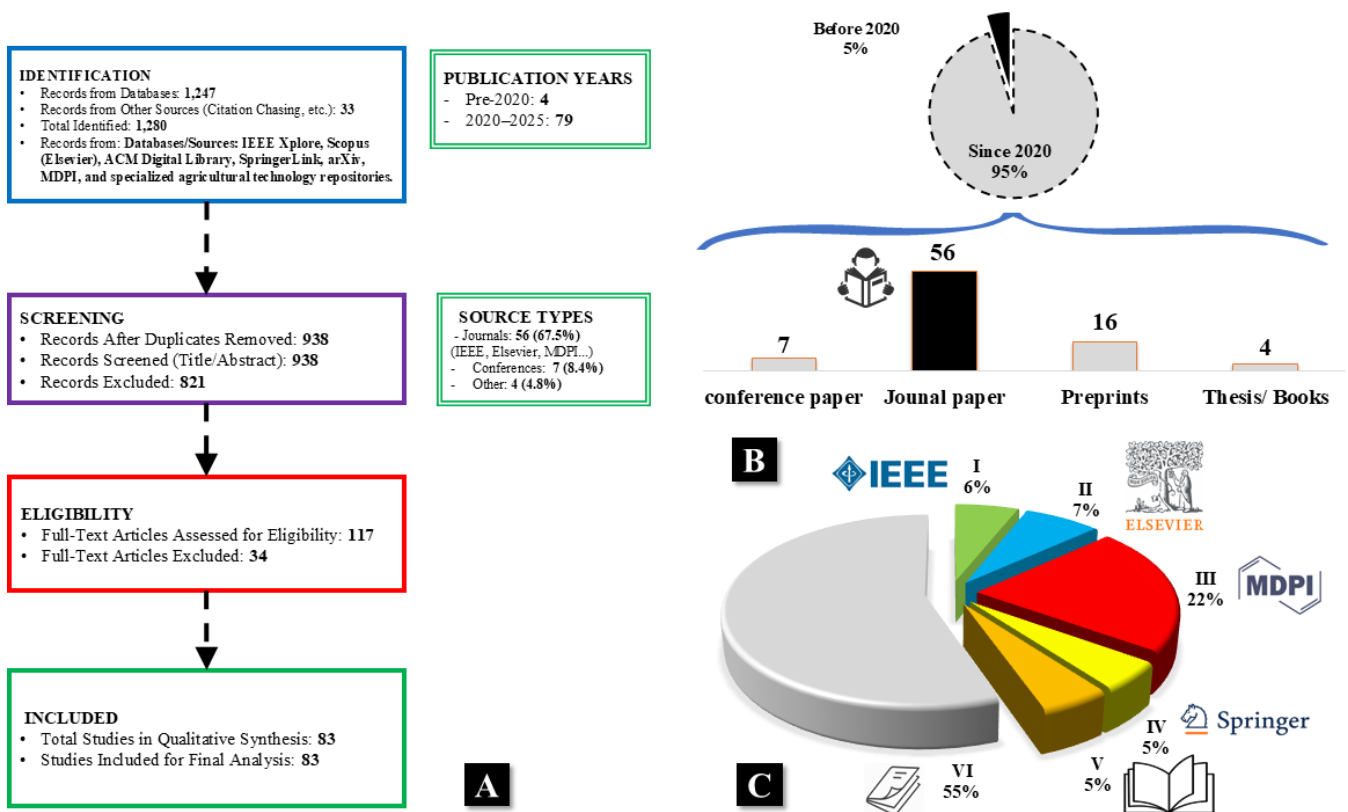 IDENTIFICATION
• Records from Databases: 1,247
• Records from Other Sources (Citation Chasing, etc.): 33
• Total Identified: 1,280
• Records from: Databases/Sources: IEEE Xplore, Scopus
(Elsevier), ACM Digital Library, SpringerLink, arXiv,
MDPI, and specialized agricultural technology repositories.
PUBLICATION YEARS
- Pre-2020: 4
- 2020–2025: 79
SCREENING
• Records After Duplicates Removed: 938
• Records Screened (Title/Abstract): 938
• Records Excluded: 821
SOURCE TYPES
- Journals: 56 (67.5%)
(IEEE, Elsevier, MDPI...)
- Conferences: 7 (8.4%)
- Other: 4 (4.8%)
ELIGIBILITY
• Full-Text Articles Assessed for Eligibility: 117
• Full-Text Articles Excluded: 34
INCLUDED
• Total Studies in Qualitative Synthesis: 83
• Studies Included for Final Analysis: 83
A
Before 2020
5%
Since 2020
95%
7
56
16
4
conference paper
Jounal paper
Preprints
Thesis/ Books
B
IEEE
I
6%
II
7%
ELSEVIER
III
22%
MDPI
IV
5%
Springer
V
5%
VI
55%
C